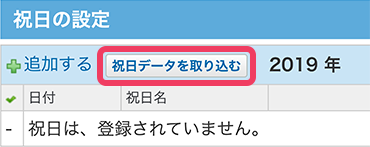 祝日の設定
追加する 祝日データを取り込む 2019 年
日付 祝日名
- 祝日は、登録されていません。